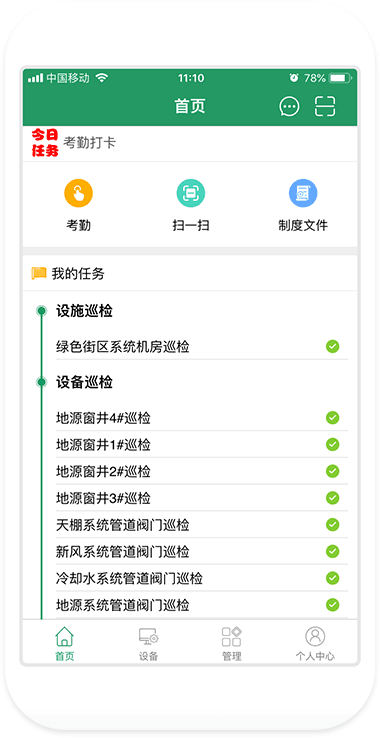 中国移动 11:10 78%
首页
今日
任务 考勤打卡
考勤 扫一扫 制度文件
我的任务
设施巡检
绿色街区系统机房巡检
设备巡检
地源窗井4#巡检
地源窗井1#巡检
地源窗井2#巡检
地源窗井3#巡检
天棚系统管道阀门巡检
新风系统管道阀门巡检
冷却水系统管道阀门巡检
地源系统管道阀门巡检
首页 设备 管理 个人中心